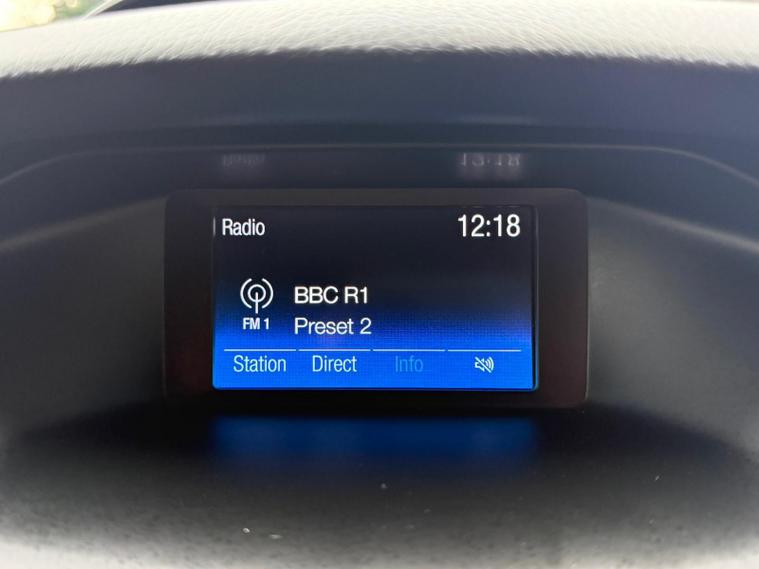 Radio 12:18
BBC R1
FM 1 Preset 2
Station Direct Info